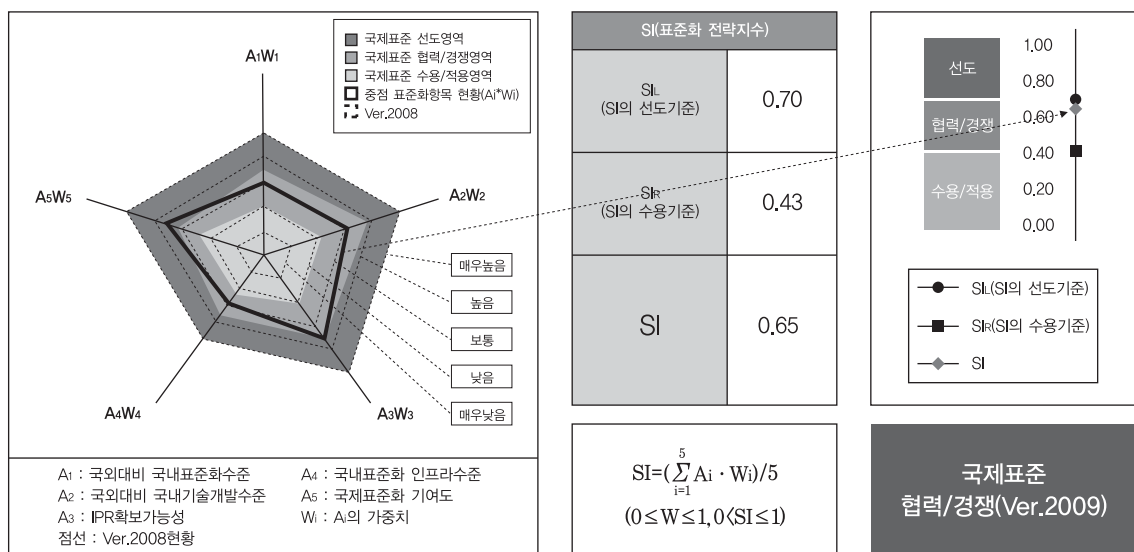 국제표준 선도영역
국제표준 협력/경쟁영역
국제표준 수용/적용영역
중점 표준화항목 현황(Ai*Wi)
Ver.2008
A₁W₁
A₂W₂
A₃W₃
A₄W₄
A₅W₅
매우높음
높음
보통
낮음
매우낮음
A₁ : 국외대비 국내표준화수준
A₂ : 국외대비 국내기술개발수준
A₃ : IPR확보가능성
점선 : Ver.2008현황
A₄ : 국내표준화 인프라수준
A₅ : 국제표준화 기여도
Wᵢ : Aᵢ의 가중치
SI(표준화 전략지수)
SIL
(SI의 선도기준)
0.70
SIR
(SI의 수용기준)
0.43
SI
0.65
SI=(∑Ai · Wi)/5
5
i=1
(0≤W≤1, 0〈SI≤1)
선도
협력/경쟁
수용/적용
1.00
0.80
0.60
0.40
0.20
0.00
SIL(SI의 선도기준)
SIR(SI의 수용기준)
SI
국제표준
협력/경쟁(Ver.2009)